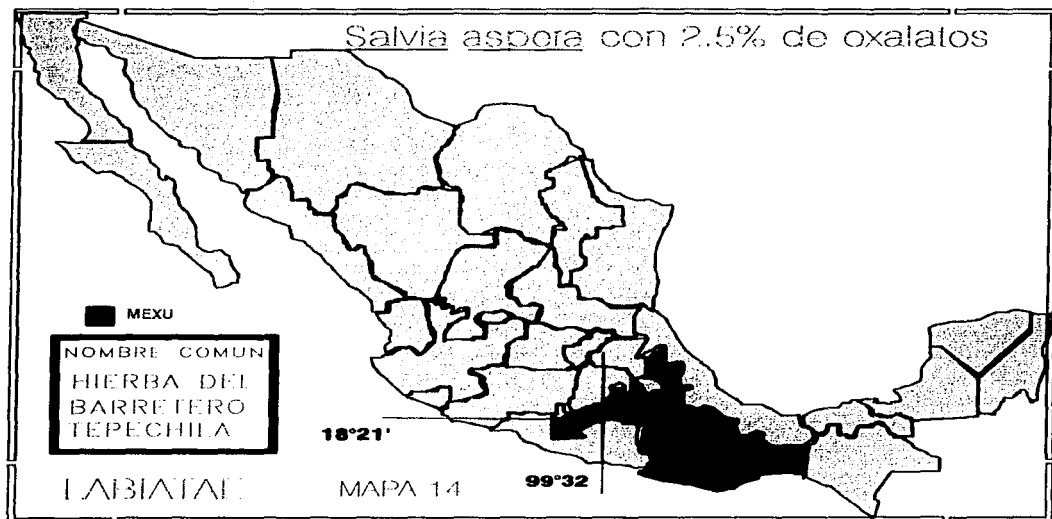 Salvia aspera con 2.5% de oxalatos
MEXU
NOMBRE COMUN
HIERBA DEL
BARRETERO
TEPECHILA
18°21'
99°32
LABIATAE
MAPA 14